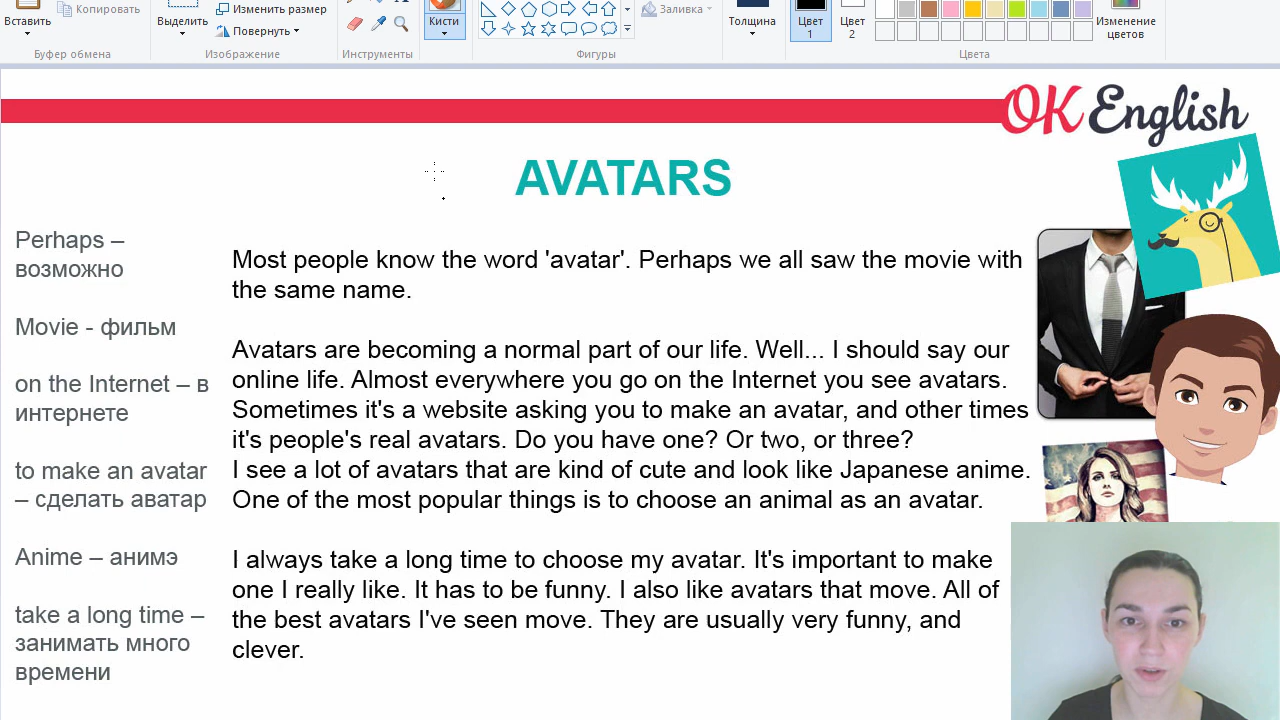 Вставить
Копировать
Выделить
Изменить размер
Повернуть
Кисти
Заливка
Толщина
Цвет
1
Цвет
2
Изменение
цветов
Буфер обмена
Изображение
Инструменты
Фигуры
Цвета
OK English
AVATARS
Perhaps –
возможно
Movie - фильм
on the Internet – в
интернете
to make an avatar
– сделать аватар
Anime – анимэ
take a long time –
занимать много
времени
Most people know the word 'avatar'. Perhaps we all saw the movie with
the same name.
Avatars are becoming a normal part of our life. Well... I should say our
online life. Almost everywhere you go on the Internet you see avatars.
Sometimes it's a website asking you to make an avatar, and other times
it's people's real avatars. Do you have one? Or two, or three?
I see a lot of avatars that are kind of cute and look like Japanese anime.
One of the most popular things is to choose an animal as an avatar.
I always take a long time to choose my avatar. It's important to make
one I really like. It has to be funny. I also like avatars that move. All of
the best avatars I've seen move. They are usually very funny, and
clever.